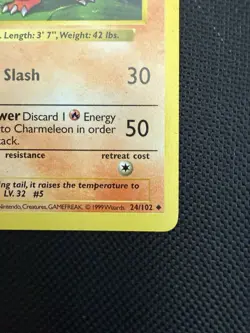 . Length: 3' 7", Weight: 42 lbs.
Slash 30
wer Discard 1 Energy
to Charmeleon in order 50
ack.
resistance retreat cost
ing tail, it raises the temperature to
LV. 32 #5
Nintendo, Creatures, GAMEFREAK. © 1999 Wizards. 24/102 ◆